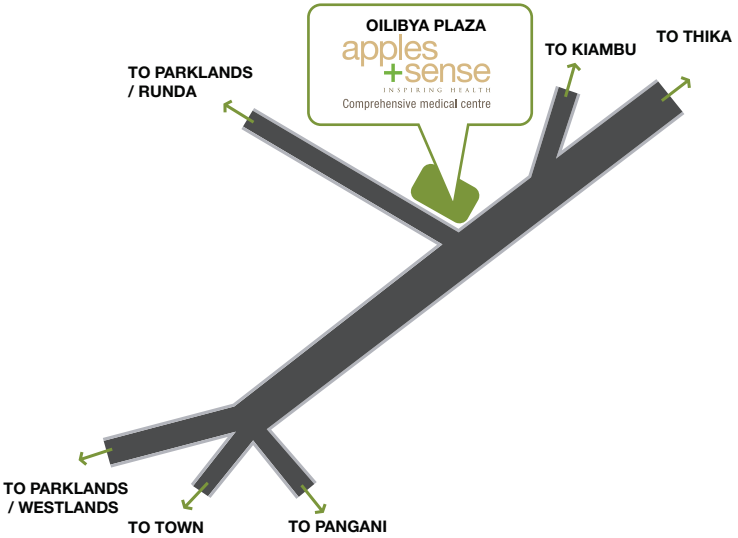 OILIBYA PLAZA
apples
+sense
INSPIRING HEALTH
Comprehensive medical centre
TO KIAMBU
TO THIKA
TO PARKLANDS
/ RUNDA
TO PARKLANDS
/ WESTLANDS
TO TOWN
TO PANGANI